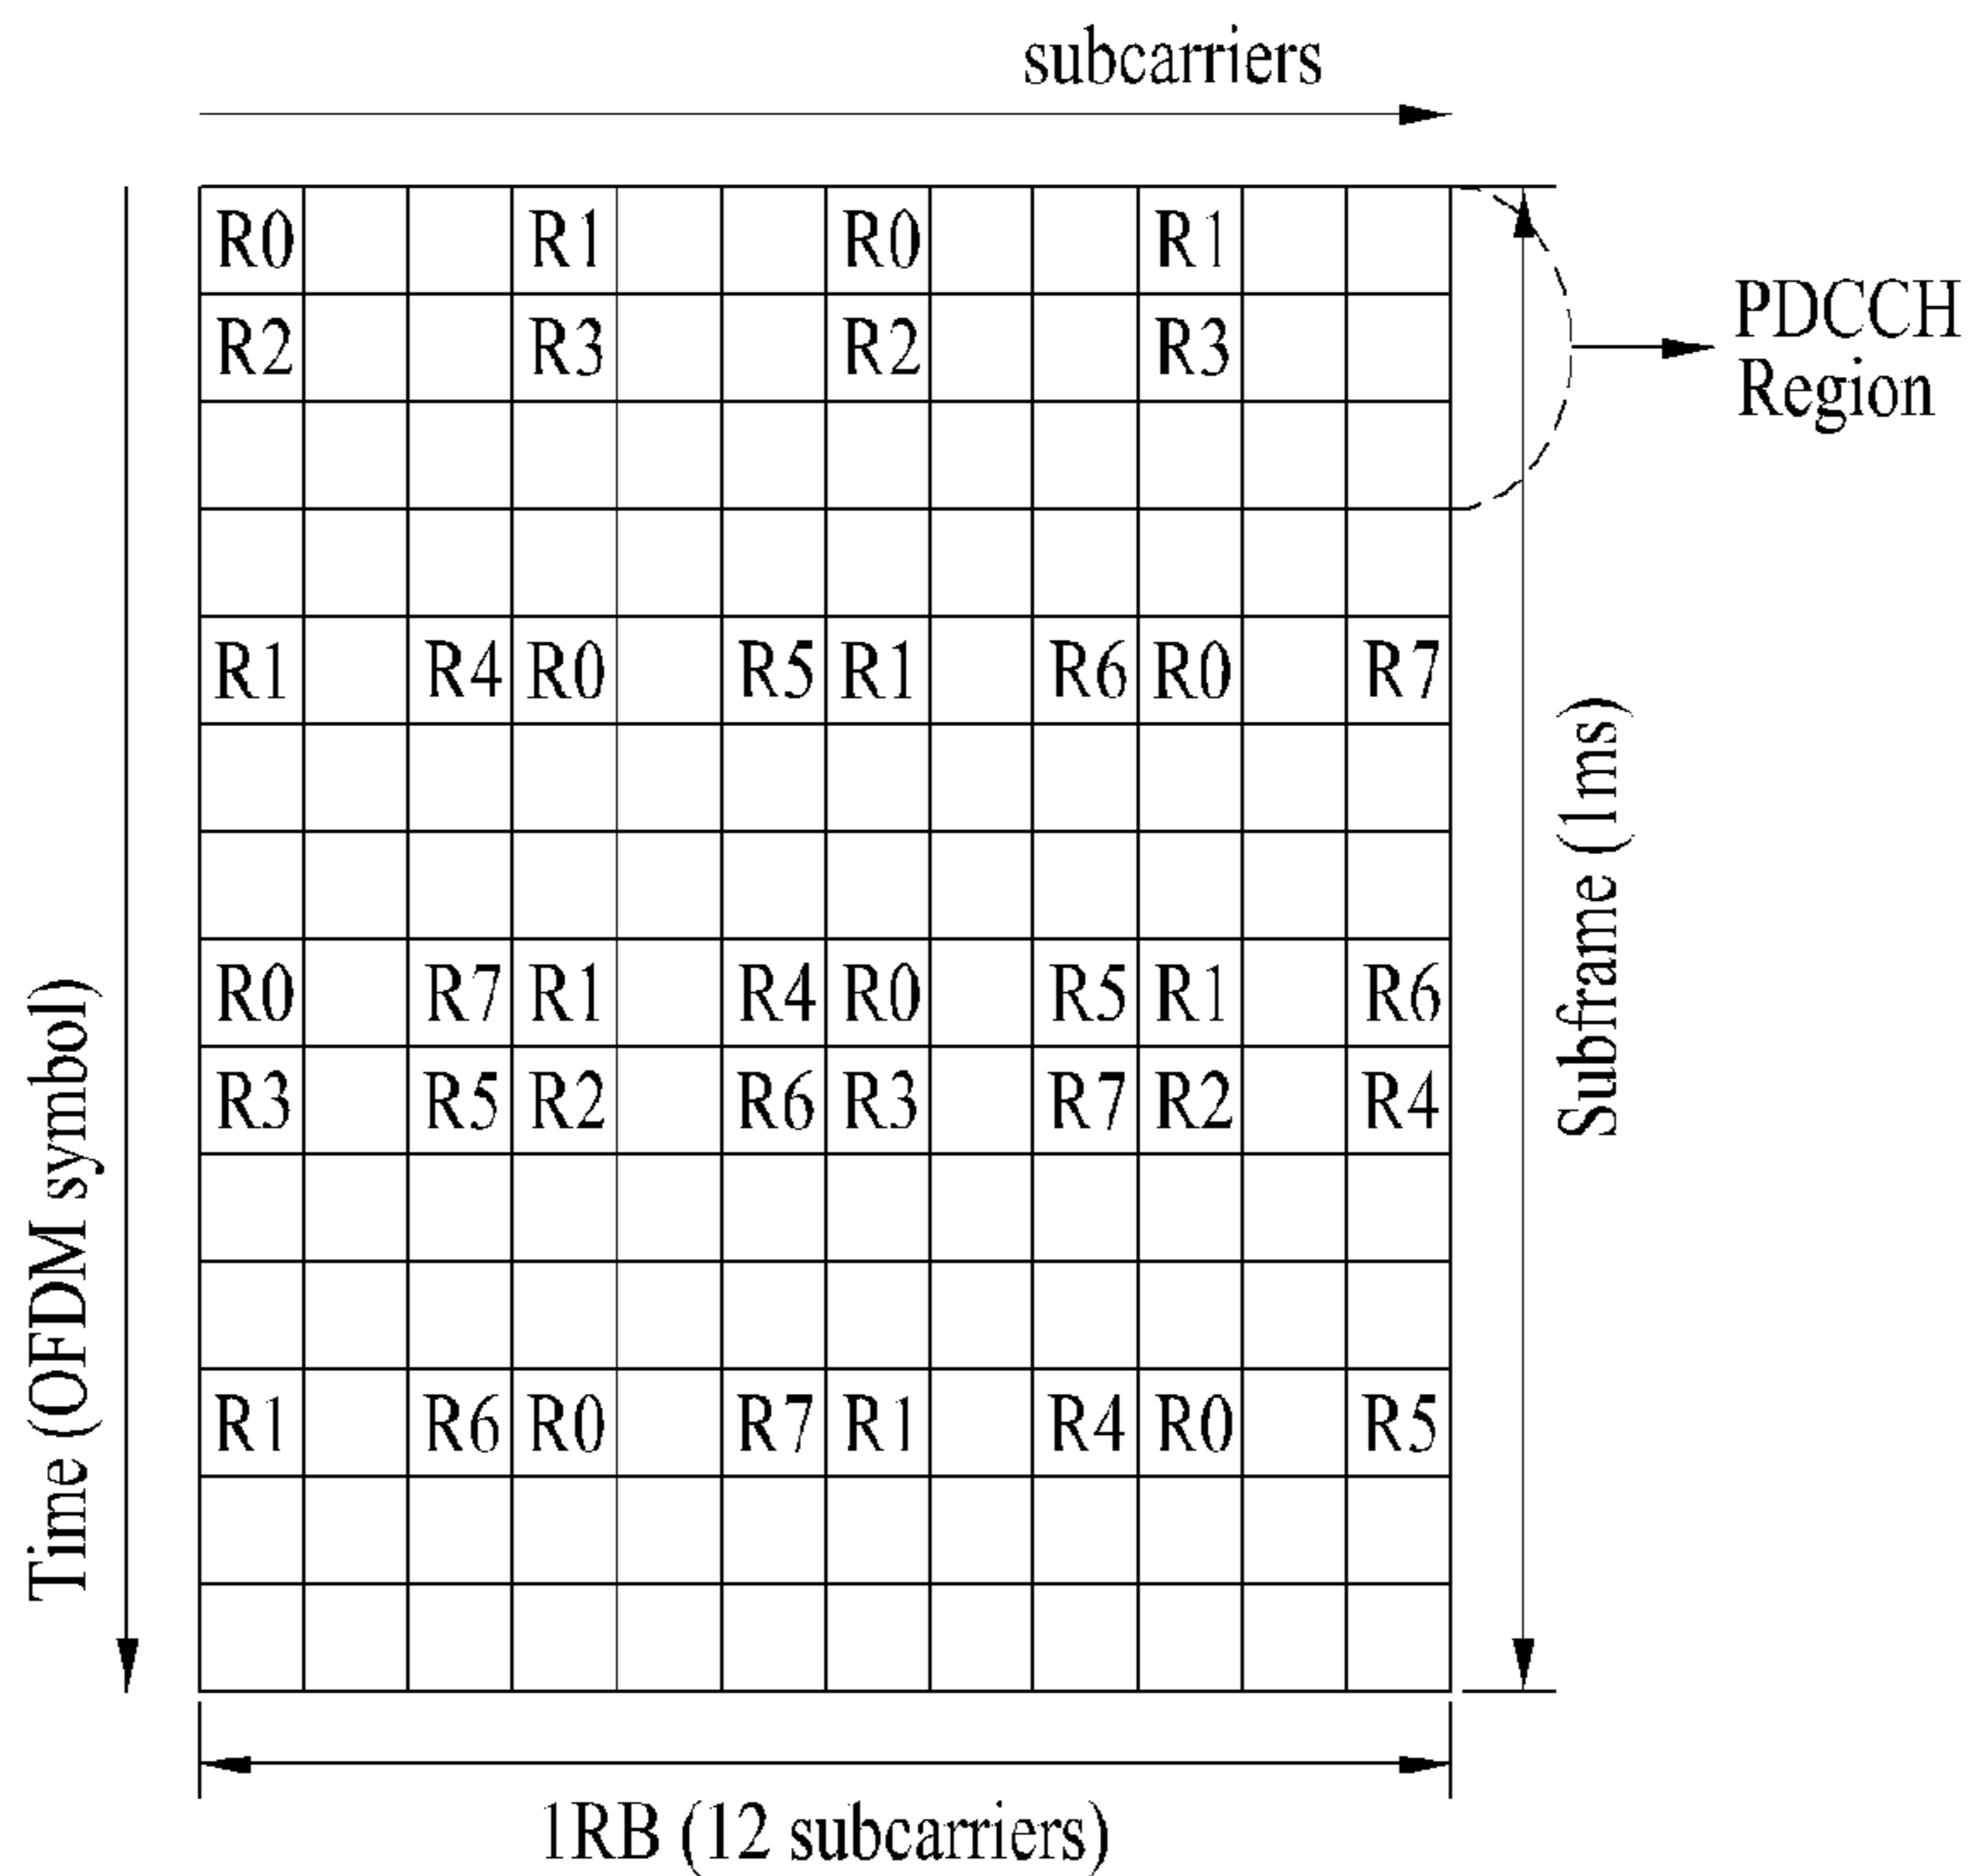 subcarriers
R0 R1 R0 R1
R2 R3 R2 R3
PDCCH
Region
R1 R4 R0 R5 R1 R6 R0 R7
R0 R7 R1 R4 R0 R5 R1 R6
R3 R5 R2 R6 R3 R7 R2 R4
R1 R6 R0 R7 R1 R4 R0 R5
Time (OFDM symbol)
Subframe (1ms)
1RB (12 subcarriers)